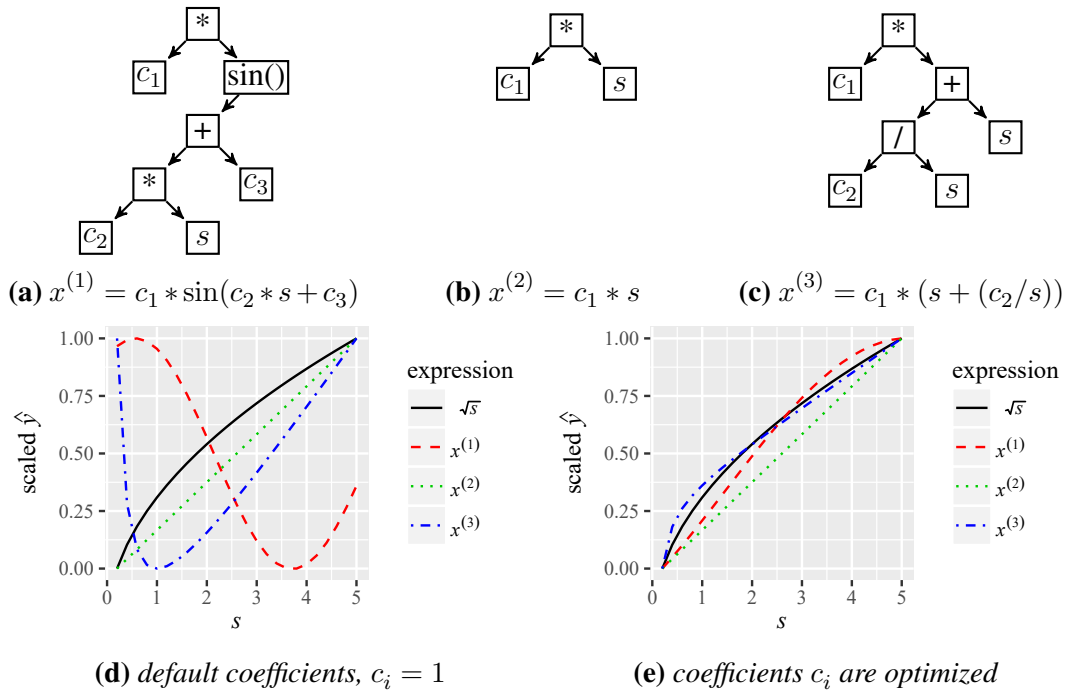 *
c₁
sin()
+
*
c₃
c₂
s
(a) x⁽¹⁾ = c₁ * sin(c₂ * s + c₃)
*
c₁
s
(b) x⁽²⁾ = c₁ * s
*
c₁
+
/
s
c₂
s
(c) x⁽³⁾ = c₁ * (s + (c₂/s))
scaled ŷ
1.00
0.75
0.50
0.25
0.00
0 1 2 3 4 5
s
expression
√s
x⁽¹⁾
x⁽²⁾
x⁽³⁾
(d) default coefficients, cᵢ = 1
scaled ŷ
1.00
0.75
0.50
0.25
0.00
0 1 2 3 4 5
s
expression
√s
x⁽¹⁾
x⁽²⁾
x⁽³⁾
(e) coefficients cᵢ are optimized